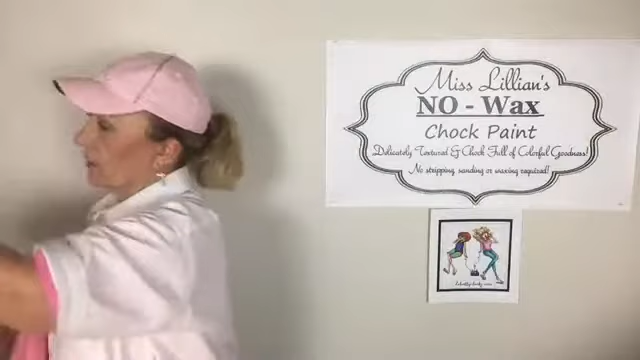 Miss Lillian's
NO - Wax
Chock Paint
Delicately Textured & Chock Full of Colorful Goodness!
No stripping, sanding or waxing required!